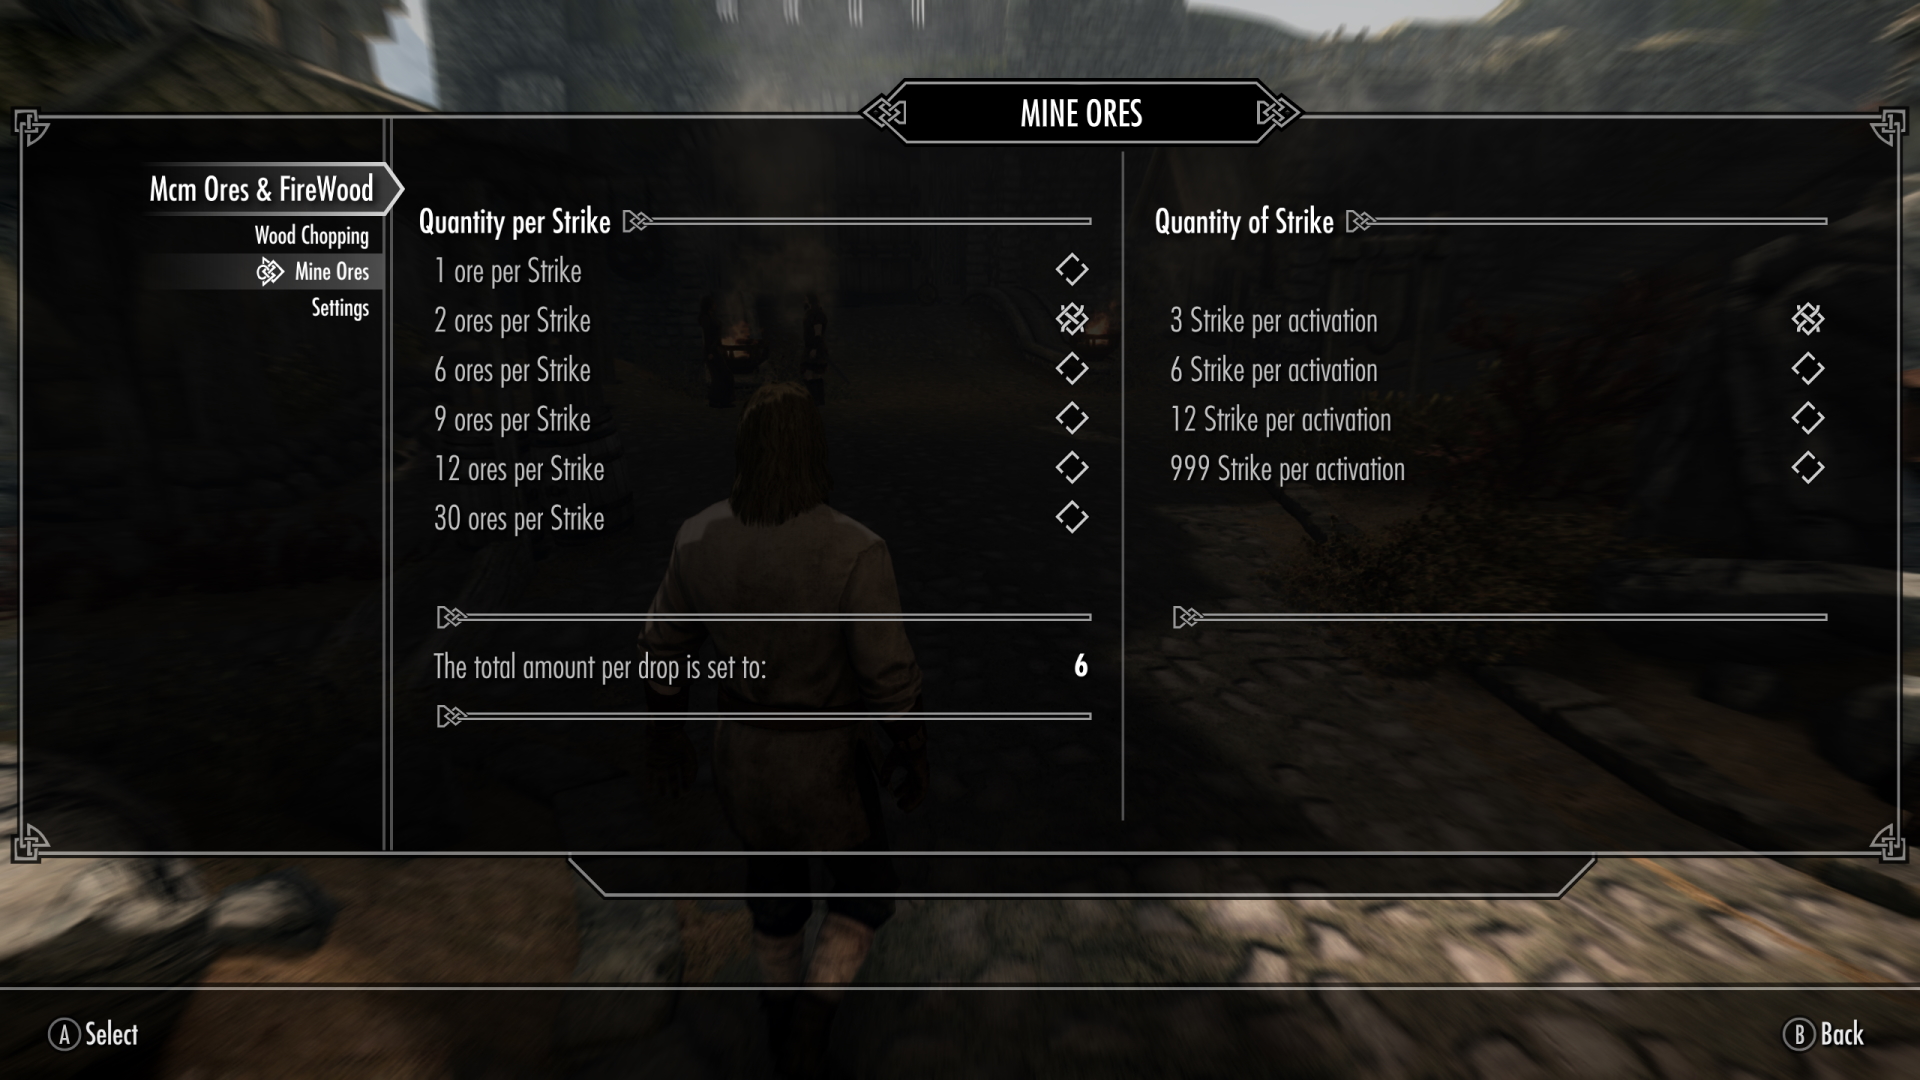 MINE ORES
Mcm Ores & FireWood
Wood Chopping
Mine Ores
Settings
Quantity per Strike
1 ore per Strike
2 ores per Strike
6 ores per Strike
9 ores per Strike
12 ores per Strike
30 ores per Strike
The total amount per drop is set to: 6
Quantity of Strike
3 Strike per activation
6 Strike per activation
12 Strike per activation
999 Strike per activation
A Select
B Back